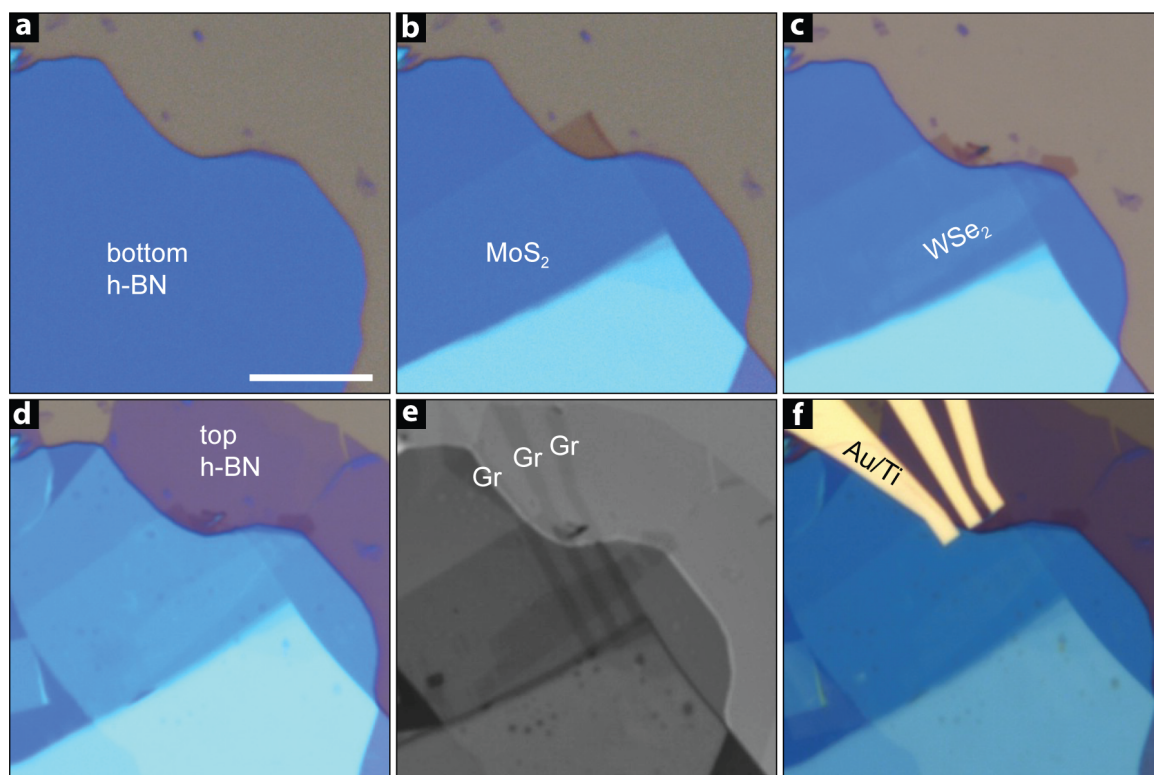 a
bottom
h-BN
b
MoS₂
c
WSe₂
d
top
h-BN
e
Gr Gr Gr
f
Au/Ti